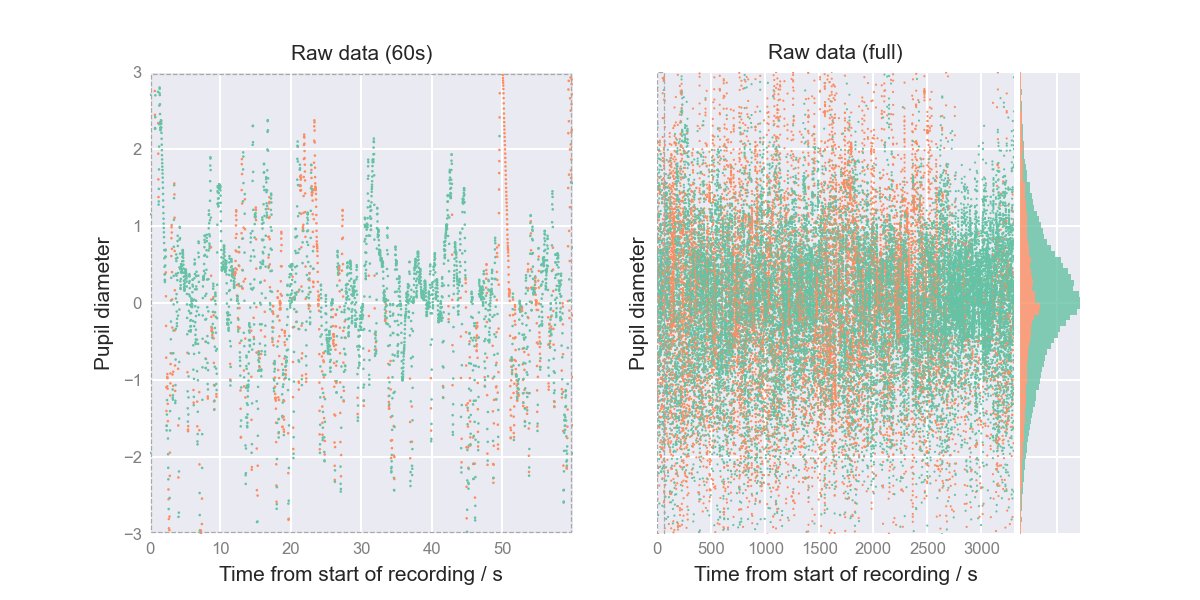 Raw data (60s)
Raw data (full)
Pupil diameter
3
2
1
0
−1
−2
−3
0 10 20 30 40 50
Time from start of recording / s
Pupil diameter
0 500 1000 1500 2000 2500 3000
Time from start of recording / s